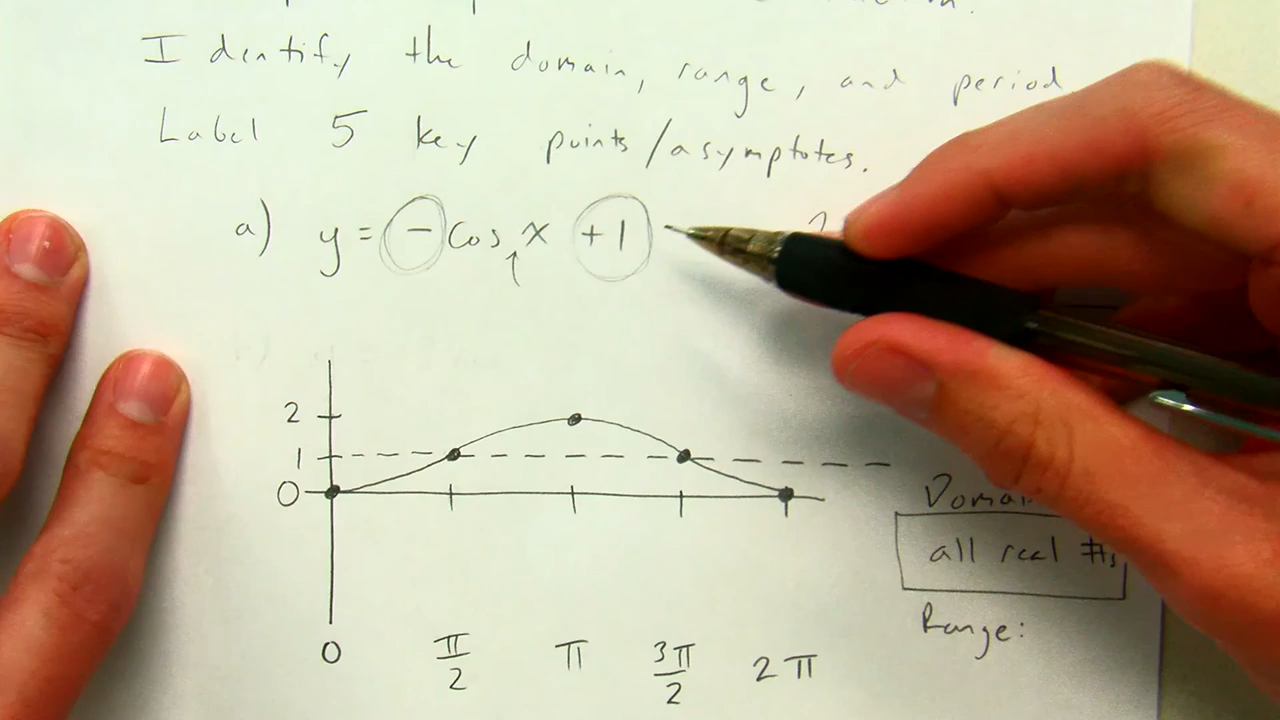 Identify the domain, range, and period
Label 5 key points/asymptotes.
a) y = - cos x + 1
2
1
0
0 π/2 π 3π/2 2π
all real #s
Range: